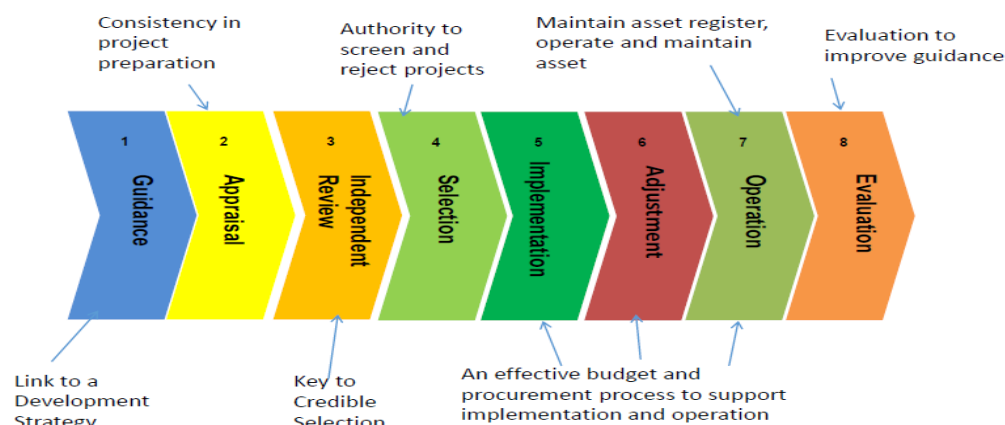 Consistency in
project
preparation
Authority to
screen and
reject projects
Maintain asset register,
operate and maintain
asset
Evaluation to
improve guidance
1
Guidance
2
Appraisal
3
Independent
Review
4
Selection
5
Implementation
6
Adjustment
7
Operation
8
Evaluation
Link to a
Development
Strategy
Key to
Credible
Selection
An effective budget and
procurement process to support
implementation and operation